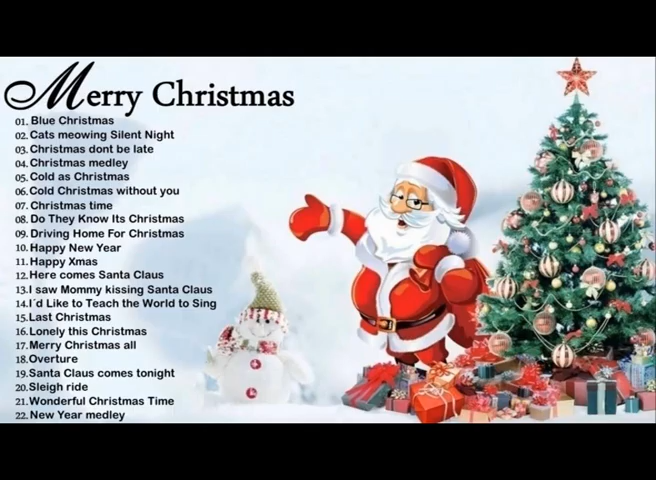 Merry Christmas
01. Blue Christmas
02. Cats meowing Silent Night
03. Christmas dont be late
04. Christmas medley
05. Cold as Christmas
06. Cold Christmas without you
07. Christmas time
08. Do They Know Its Christmas
09. Driving Home For Christmas
10. Happy New Year
11. Happy Xmas
12. Here comes Santa Claus
13. I saw Mommy kissing Santa Claus
14. I´d Like to Teach the World to Sing
15. Last Christmas
16. Lonely this Christmas
17. Merry Christmas all
18. Overture
19. Santa Claus comes tonight
20. Sleigh ride
21. Wonderful Christmas Time
22. New Year medley